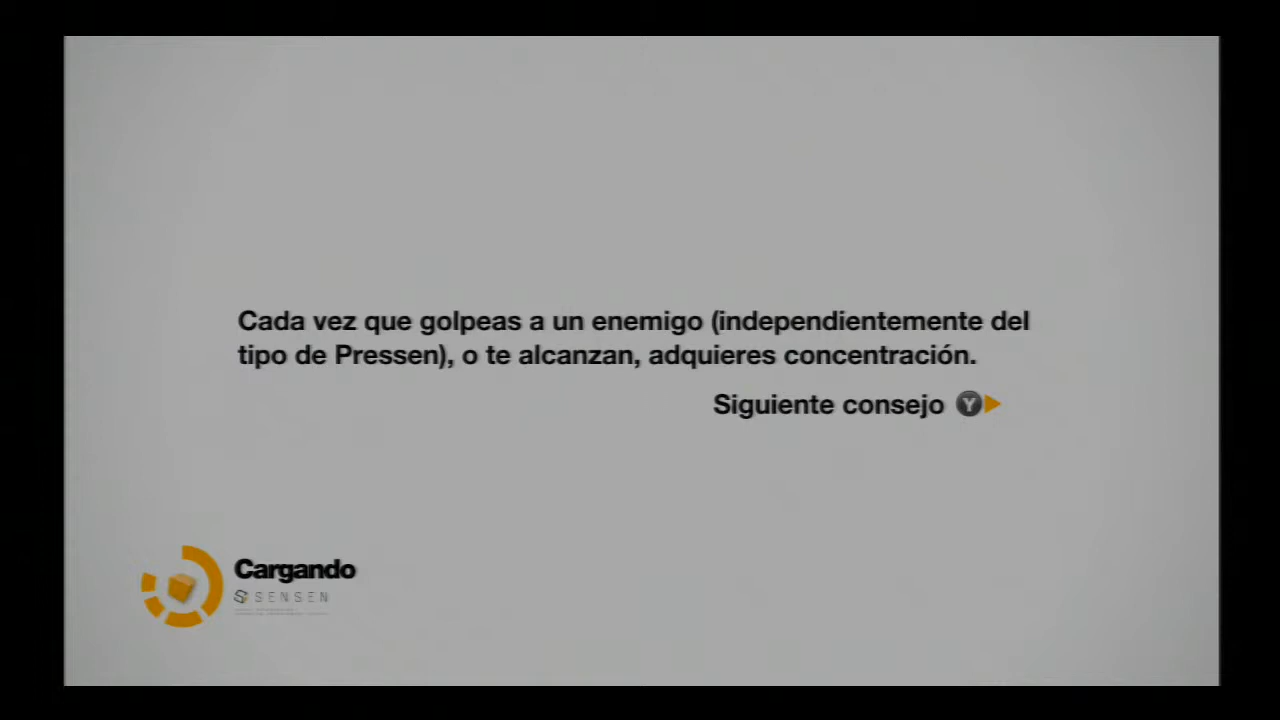 Cada vez que golpeas a un enemigo (independientemente del
tipo de Pressen), o te alcanzan, adquieres concentración.
Siguiente consejo Y
Cargando
SENSEN